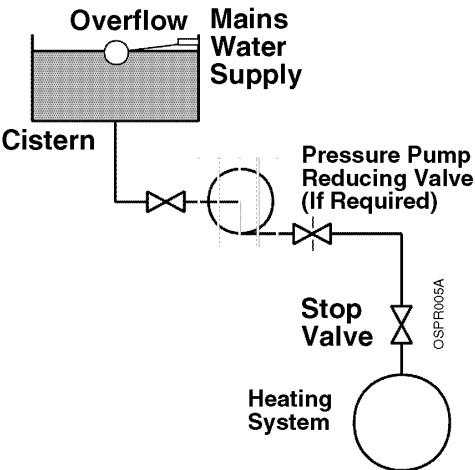 Overflow
Mains
Water
Supply
Cistern
Pressure Pump
Reducing Valve
(If Required)
Stop
Valve
OSPR005A
Heating
System